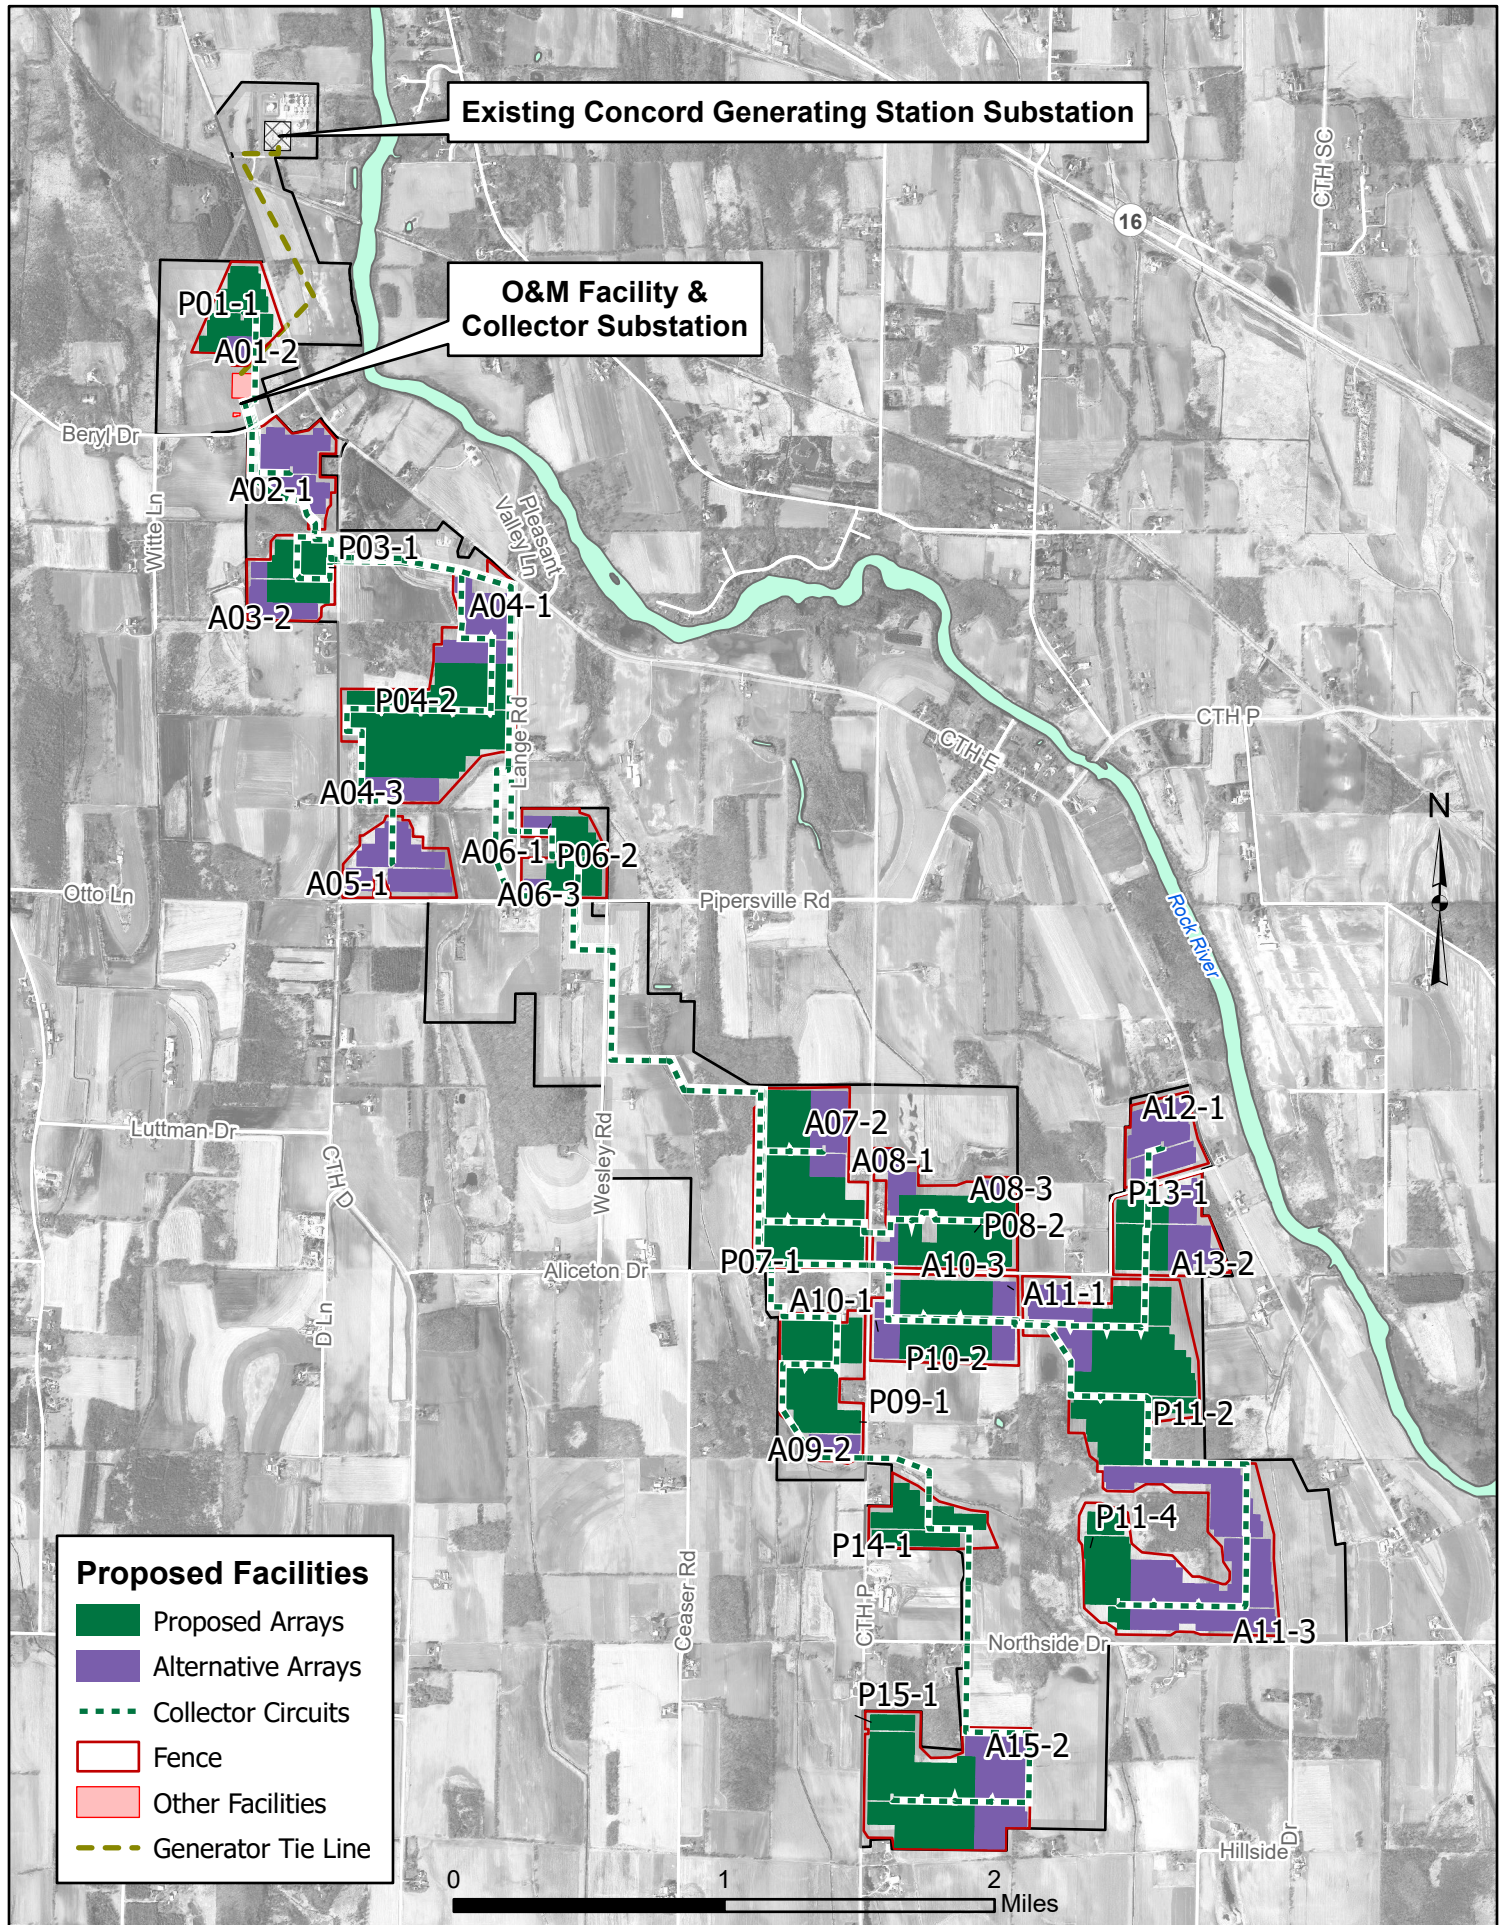 Existing Concord Generating Station Substation
CTH SC
16
O&M Facility &
Collector Substation
P01-1
A01-2
Beryl Dr
A02-1
Witte Ln
Pleasant
Valley Ln
P03-1
A03-2
A04-1
P04-2
Lange Rd
CTH P
CTH E
A04-3
N
A06-1
P06-2
A05-1
A06-3
Otto Ln
Pipersville Rd
Rock River
Luttman Dr
CTH D
Wesley Rd
A07-2
A12-1
A08-1
A08-3
P13-1
P08-2
P07-1
Aliceton Dr
A10-3
A13-2
A10-1
A11-1
D Ln
P10-2
P09-1
P11-2
A09-2
P11-4
P14-1
Ceaser Rd
CTH P
Northside Dr
A11-3
P15-1
A15-2
Hillside Dr
Proposed Facilities
Proposed Arrays
Alternative Arrays
Collector Circuits
Fence
Other Facilities
Generator Tie Line
0
1
2
Miles